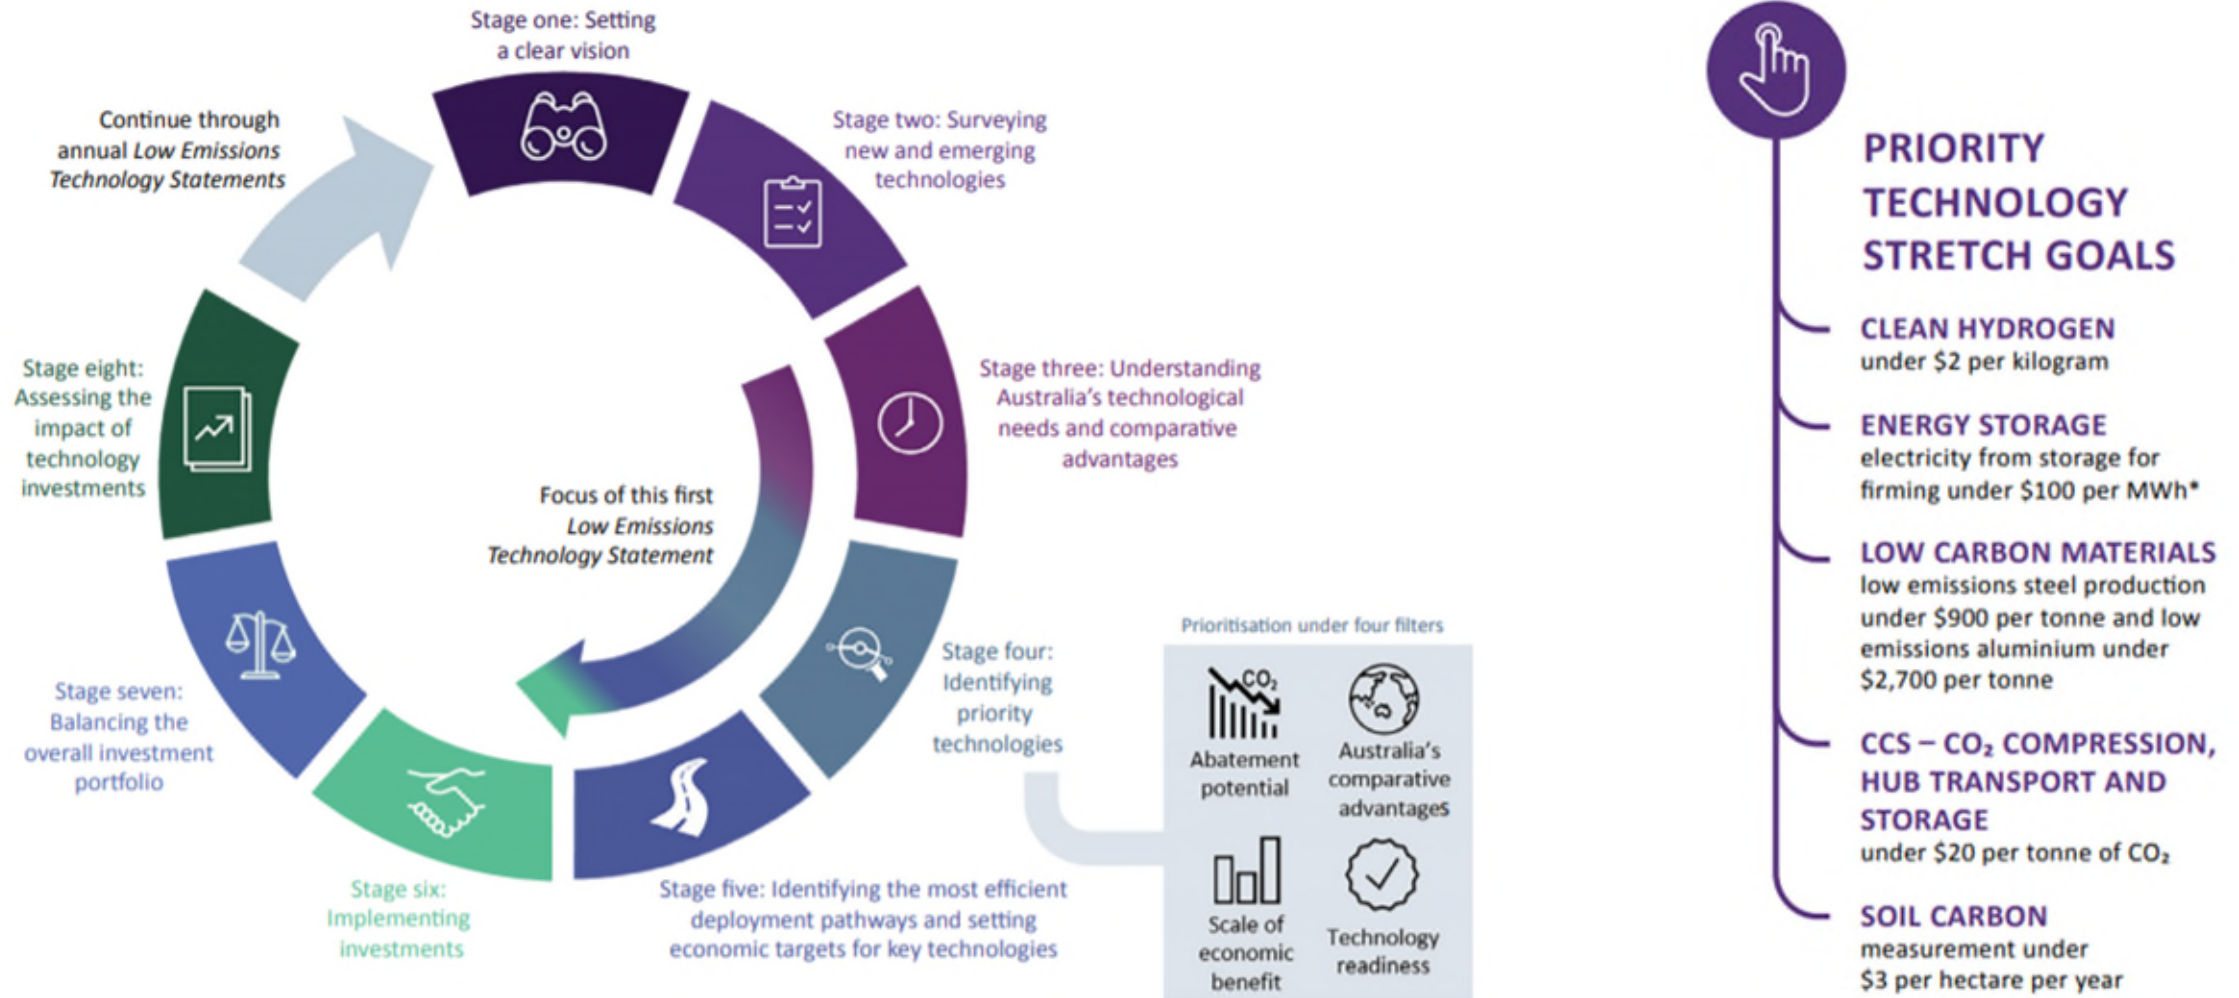 Stage one: Setting
a clear vision
Continue through
annual Low Emissions
Technology Statements
Stage two: Surveying
new and emerging
technologies
Stage three: Understanding
Australia's technological
needs and comparative
advantages
Stage eight:
Assessing the
impact of
technology
investments
Focus of this first
Low Emissions
Technology Statement
Stage four:
Identifying
priority
technologies
Stage seven:
Balancing the
overall investment
portfolio
Stage six:
Implementing
investments
Stage five: Identifying the most efficient
deployment pathways and setting
economic targets for key technologies
Prioritisation under four filters
CO₂
Abatement
potential
Australia's
comparative
advantages
Scale of
economic
benefit
Technology
readiness
PRIORITY
TECHNOLOGY
STRETCH GOALS
CLEAN HYDROGEN
under $2 per kilogram
ENERGY STORAGE
electricity from storage for
firming under $100 per MWh*
LOW CARBON MATERIALS
low emissions steel production
under $900 per tonne and low
emissions aluminium under
$2,700 per tonne
CCS – CO₂ COMPRESSION,
HUB TRANSPORT AND
STORAGE
under $20 per tonne of CO₂
SOIL CARBON
measurement under
$3 per hectare per year